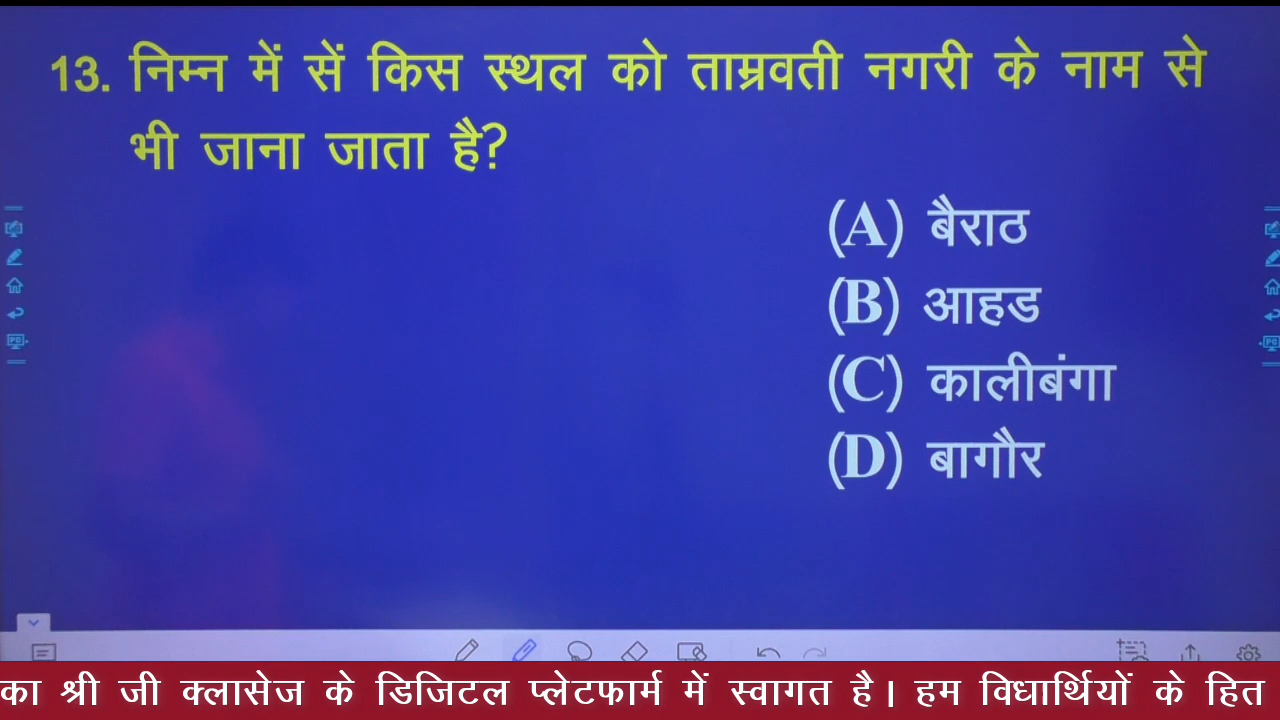 13. निम्न में सें किस स्थल को ताम्रवती नगरी के नाम से
भी जाना जाता है?
(A) बैराठ
(B) आहड
(C) कालीबंगा
(D) बागौर
का श्री जी क्लासेज के डिजिटल प्लेटफार्म में स्वागत है। हम विधार्थियों के हित